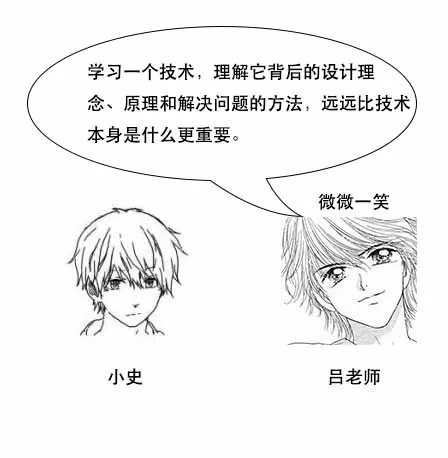 学习一个技术，理解它背后的设计理
念、原理和解决问题的方法，远远比技术
本身是什么更重要。
微微一笑
小史
吕老师